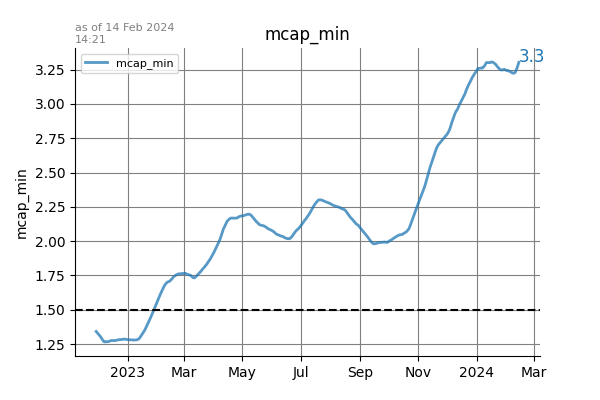 as of 14 Feb 2024
14:21
mcap_min
mcap_min
3.3
3.25
3.00
2.75
2.50
2.25
2.00
1.75
1.50
1.25
mcap_min
2023 Mar May Jul Sep Nov 2024 Mar